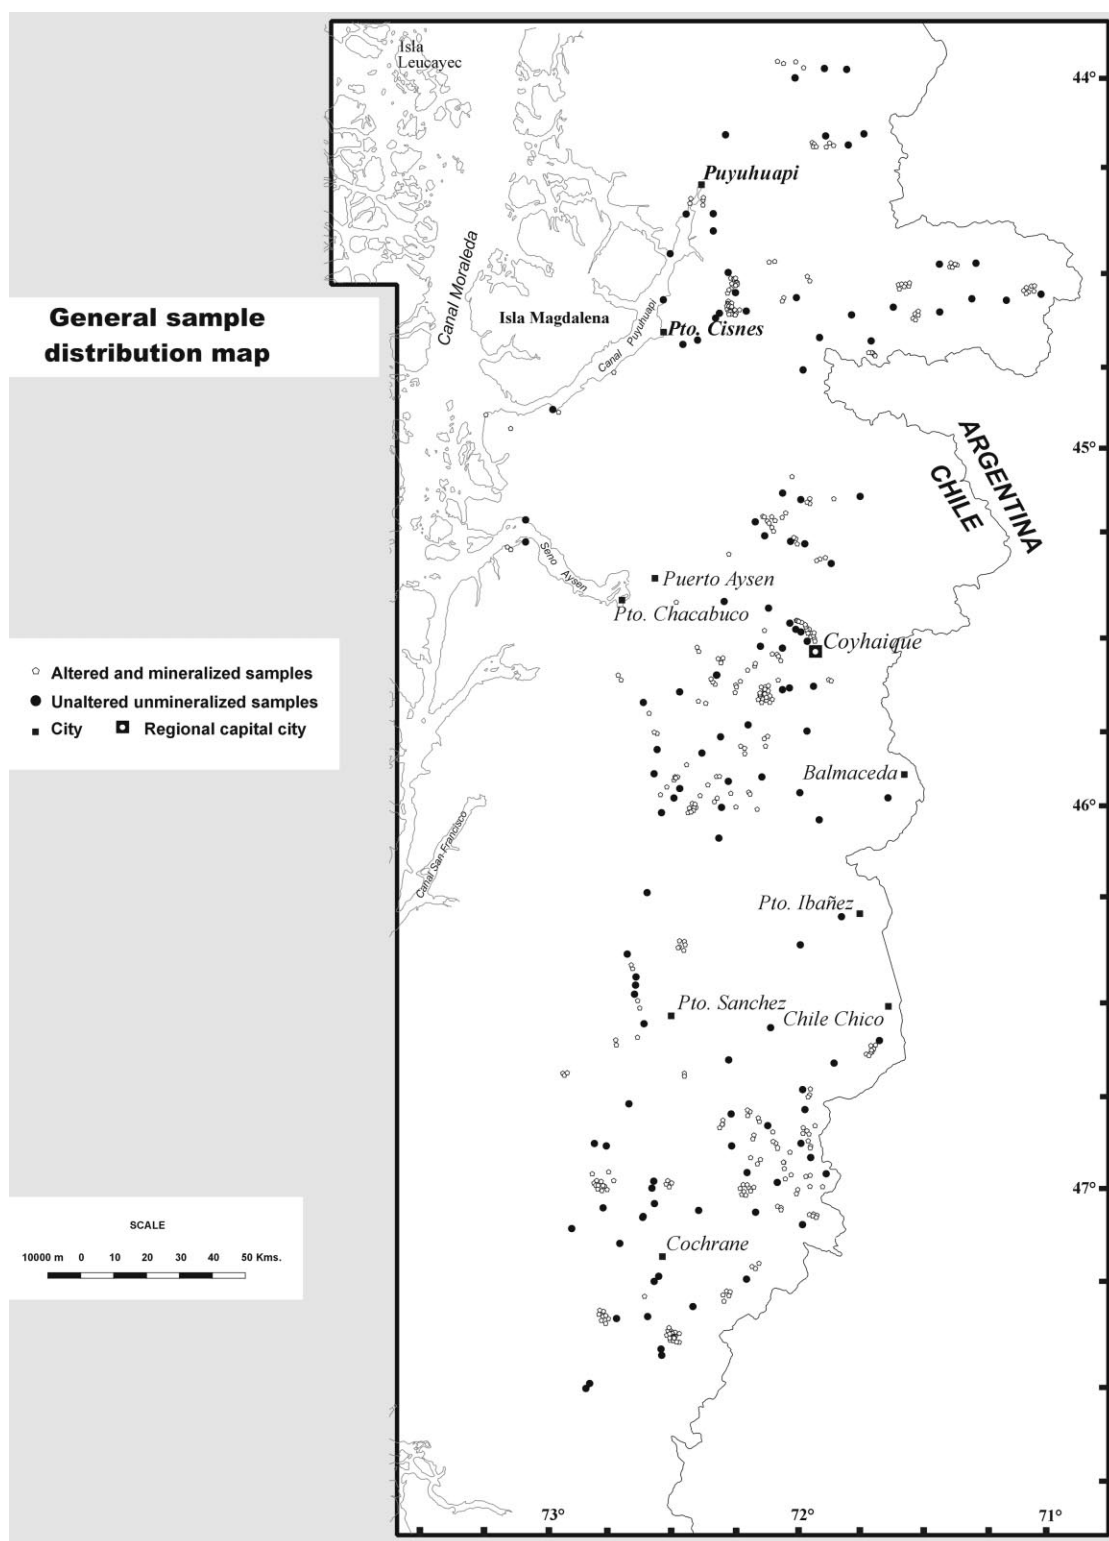 Isla
Leucayec
44°
Puyuhuapi
Canal Moraleda
General sample
distribution map
Isla Magdalena
Canal Puyuhuapi
Pto. Cisnes
ARGENTINA
CHILE
45°
Seno Aysen
Puerto Aysen
Pto. Chacabuco
Coyhaique
Altered and mineralized samples
Unaltered unmineralized samples
City
Regional capital city
Balmaceda
46°
Canal San Francisco
Pto. Ibañez
Pto. Sanchez
Chile Chico
47°
SCALE
10000 m 0 10 20 30 40 50 Kms.
Cochrane
73°
72°
71°